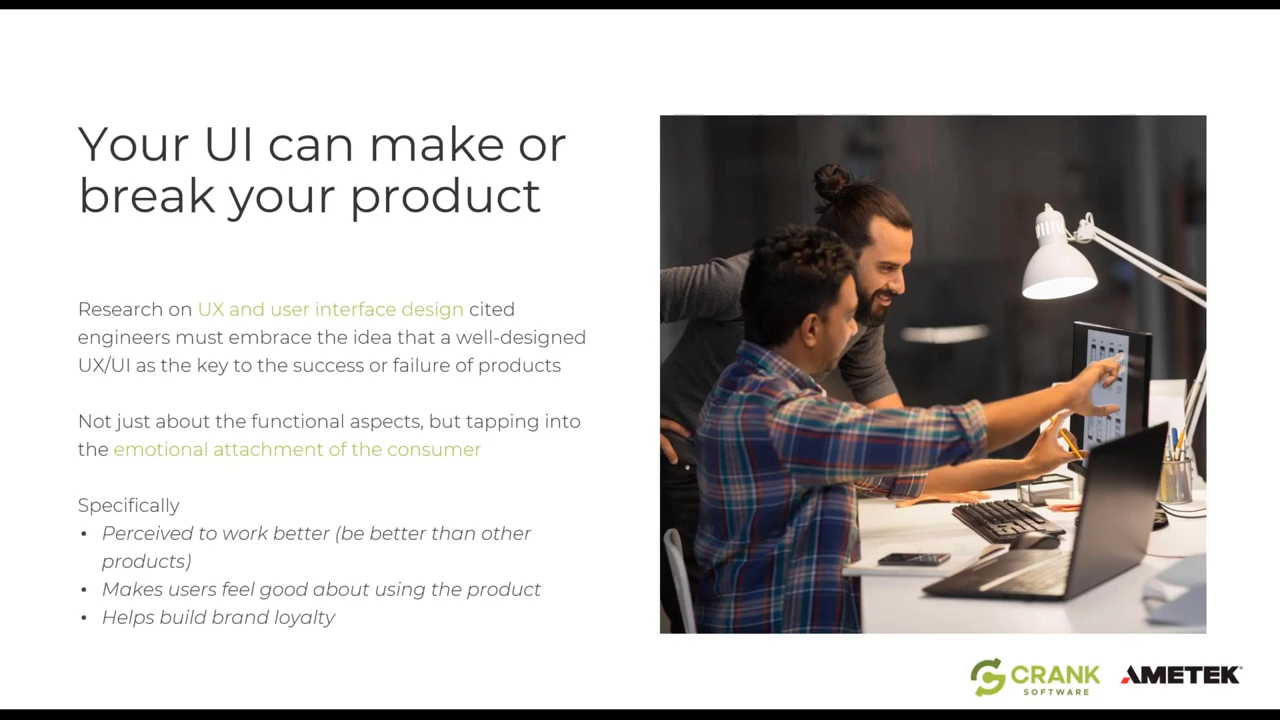 Your UI can make or
break your product
Research on UX and user interface design cited
engineers must embrace the idea that a well-designed
UX/UI as the key to the success or failure of products
Not just about the functional aspects, but tapping into
the emotional attachment of the consumer
Specifically
• Perceived to work better (be better than other
products)
• Makes users feel good about using the product
• Helps build brand loyalty
CRANK
SOFTWARE
AMETEK®